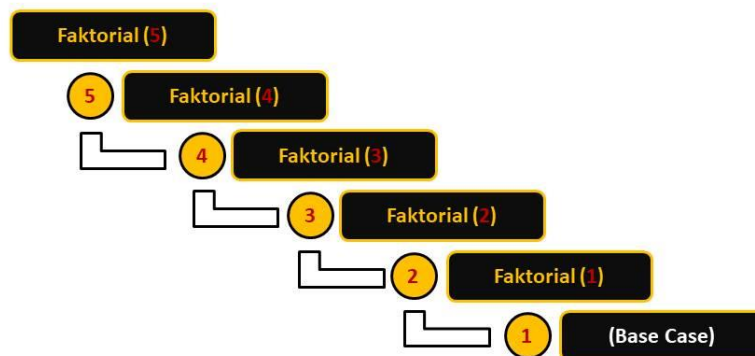 Faktorial (5)
5 Faktorial (4)
4 Faktorial (3)
3 Faktorial (2)
2 Faktorial (1)
1 (Base Case)